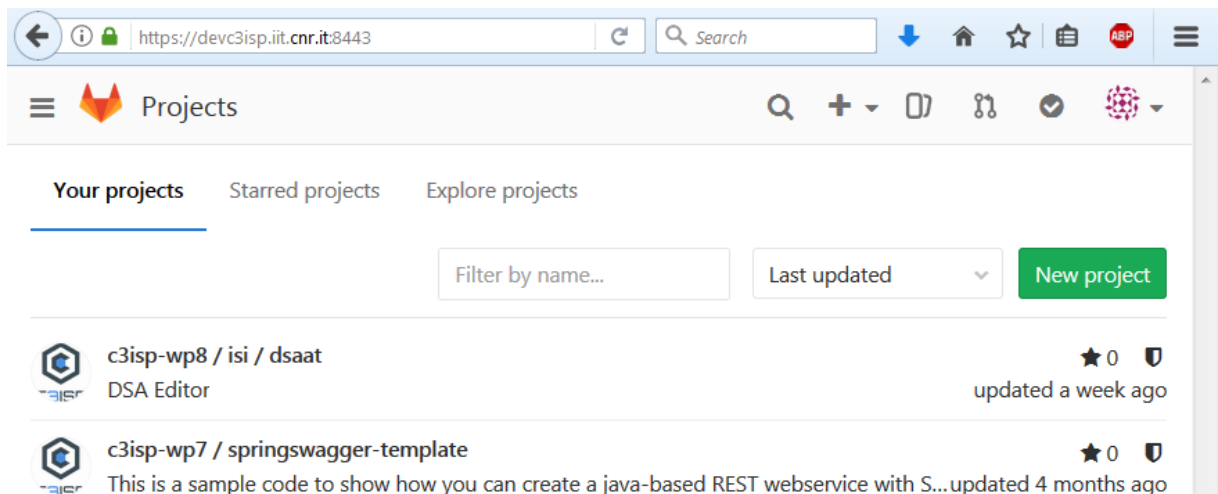 https://devc3isp.iit.cnr.it:8443
Search
ABP
Projects
Your projects Starred projects Explore projects
Filter by name...
Last updated
New project
c3isp-wp8 / isi / dsaat
0
DSA Editor
updated a week ago
c3isp-wp7 / springswagger-template
0
This is a sample code to show how you can create a java-based REST webservice with S...
updated 4 months ago